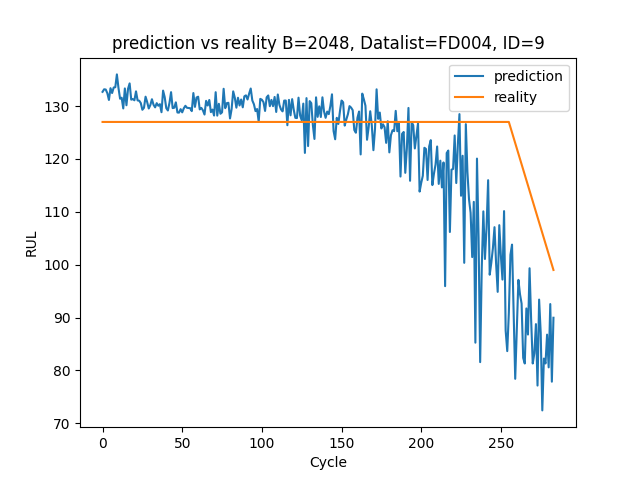 prediction vs reality B=2048, Datalist=FD004, ID=9
prediction
reality
130
120
110
100
90
80
70
RUL
0 50 100 150 200 250
Cycle